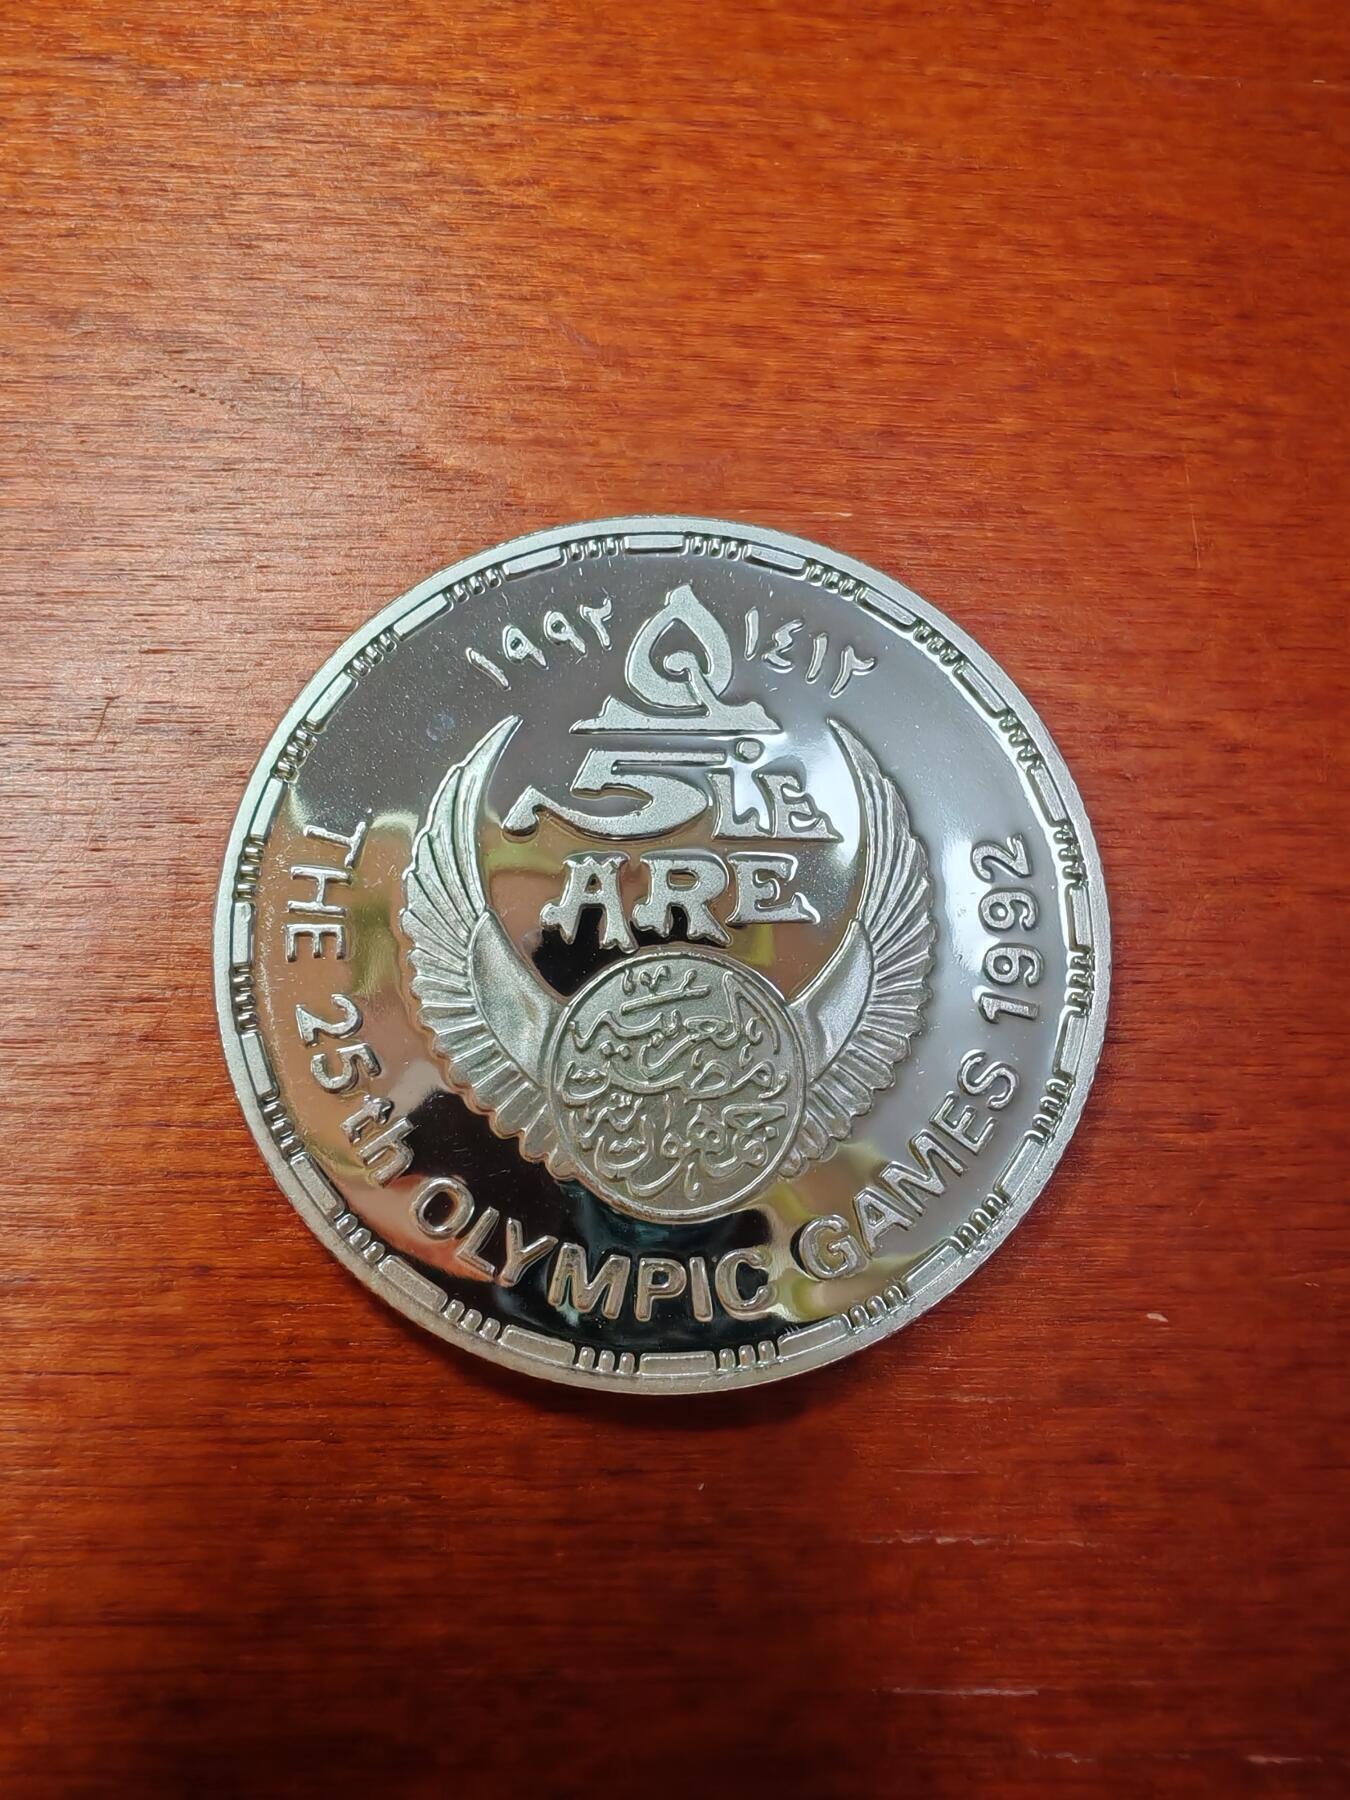 ١٩٩٢ ٥ ١٤١٢
5 LE
ARE
جمهورية
مصر
العربية
THE 25th OLYMPIC GAMES 1992